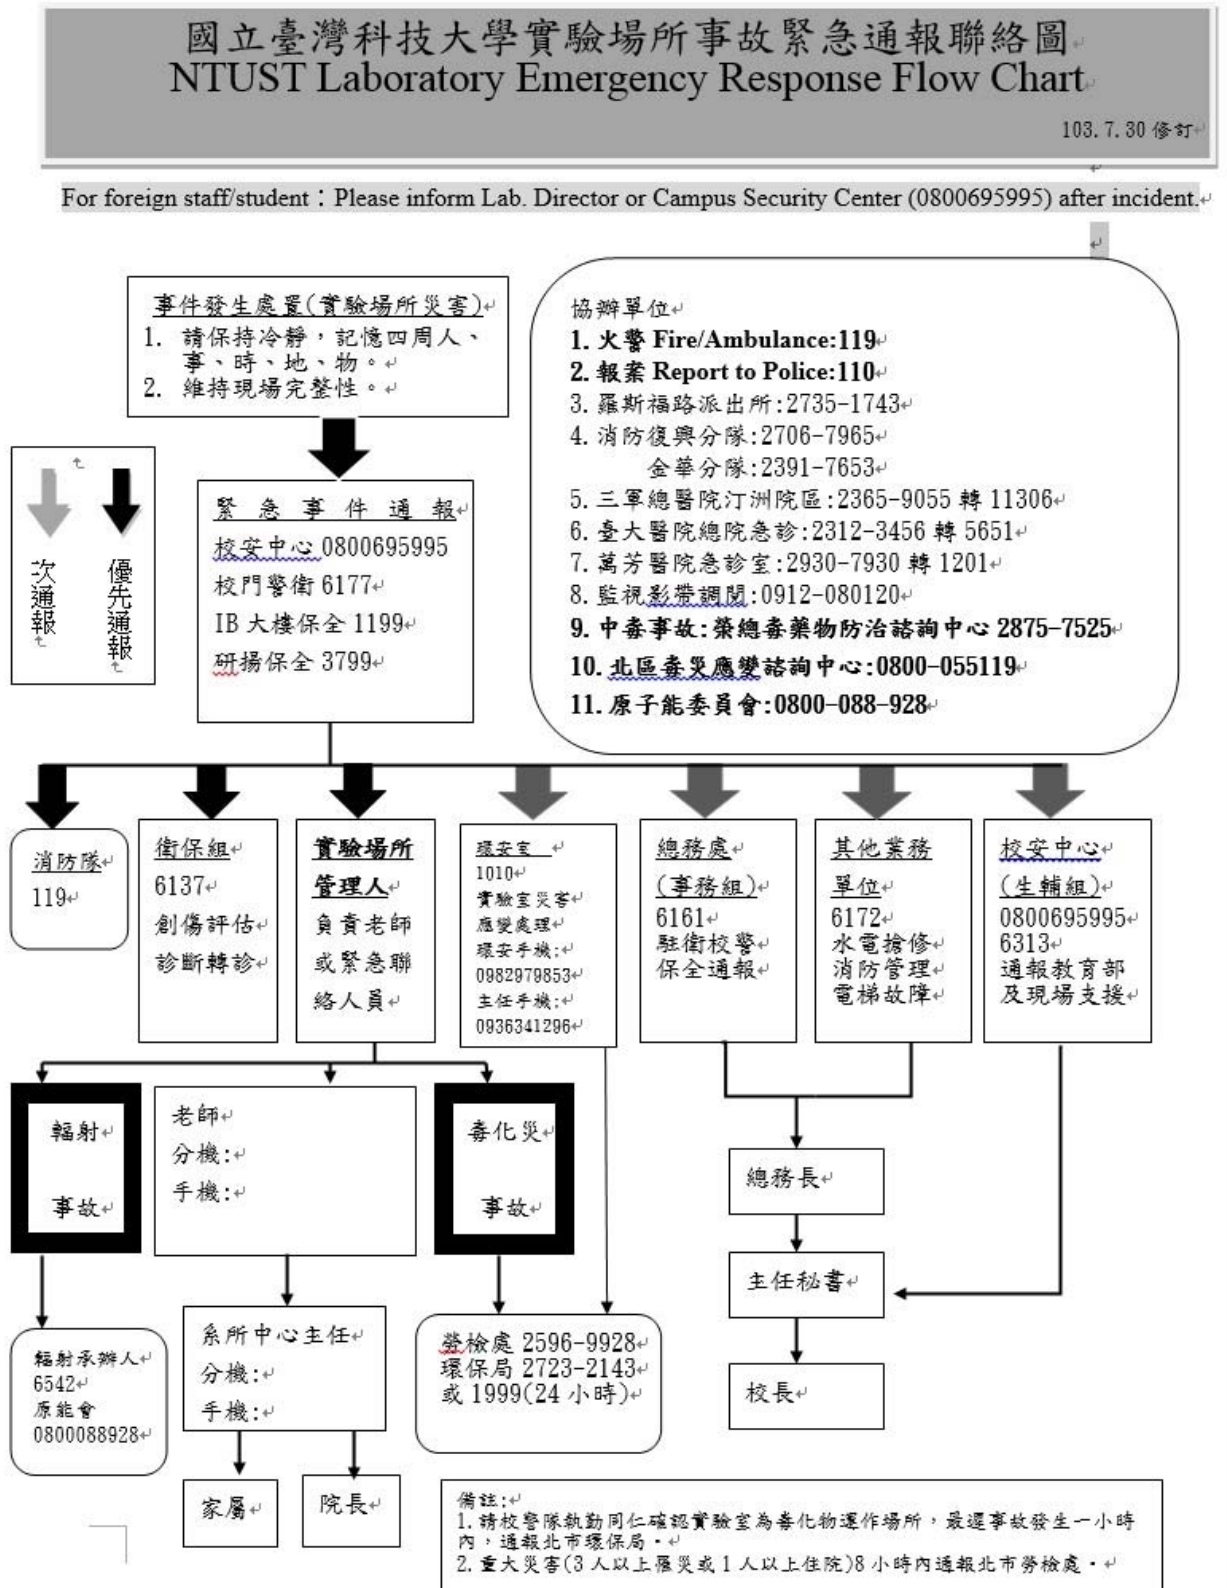 國立臺灣科技大學實驗場所事故緊急通報聯絡圖
NTUST Laboratory Emergency Response Flow Chart
103.7.30修訂
For foreign staff/student：Please inform Lab. Director or Campus Security Center (0800695995) after incident.
事件發生處置(實驗場所災害)
1. 請保持冷靜，記憶四周人、
事、時、地、物。
2. 維持現場完整性。
協辦單位
1. 火警 Fire/Ambulance:119
2. 報案 Report to Police:110
3. 羅斯福路派出所:2735-1743
4. 消防復興分隊:2706-7965
金華分隊:2391-7653
5. 三軍總醫院汀洲院區:2365-9055 轉 11306
6. 臺大醫院總院急診:2312-3456 轉 5651
7. 萬芳醫院急診室:2930-7930 轉 1201
8. 監視影帶調閱:0912-080120
9. 中毒事故:榮總毒藥物防治諮詢中心 2875-7525
10. 北區毒災應變諮詢中心:0800-055119
11. 原子能委員會:0800-088-928
次通報
優先通報
緊急事件通報
校安中心 0800695995
校門警衛 6177
IB 大樓保全 1199
研揚保全 3799
消防隊
119
衛保組
6137
創傷評估
診斷轉診
實驗場所
管理人
負責老師
或緊急聯
絡人員
環安室
1010
實驗室災害
應變處理
環安手機:
0982979853
主任手機:
0936341296
總務處
(事務組)
6161
駐衛校警
保全通報
其他業務
單位
6172
水電搶修
消防管理
電梯故障
校安中心
(生輔組)
0800695995
6313
通報教育部
及現場支援
輻射
事故
老師
分機:
手機:
毒化災
事故
總務長
主任秘書
校長
輻射承辦人
6542
原能會
0800088928
系所中心主任
分機:
手機:
勞檢處 2596-9928
環保局 2723-2143
或 1999(24 小時)
家屬
院長
備註:
1.請校警隊執勤同仁確認實驗室為毒化物運作場所，最遲事故發生一小時
內，通報北市環保局。
2.重大災害(3 人以上罹災或 1 人以上住院)8 小時內通報北市勞檢處。